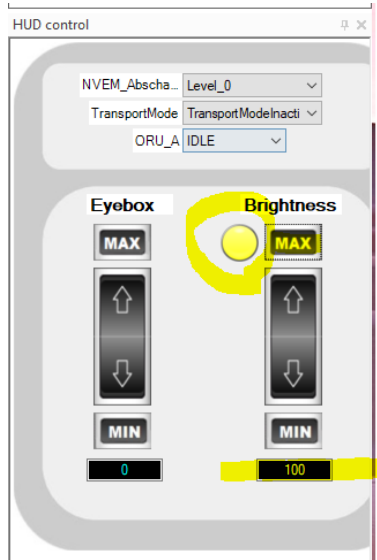 HUD control
NVEM_Abscha... Level_0
TransportMode TransportModeInacti
ORU_A IDLE
Eyebox Brightness
MAX MAX
MIN MIN
0 100